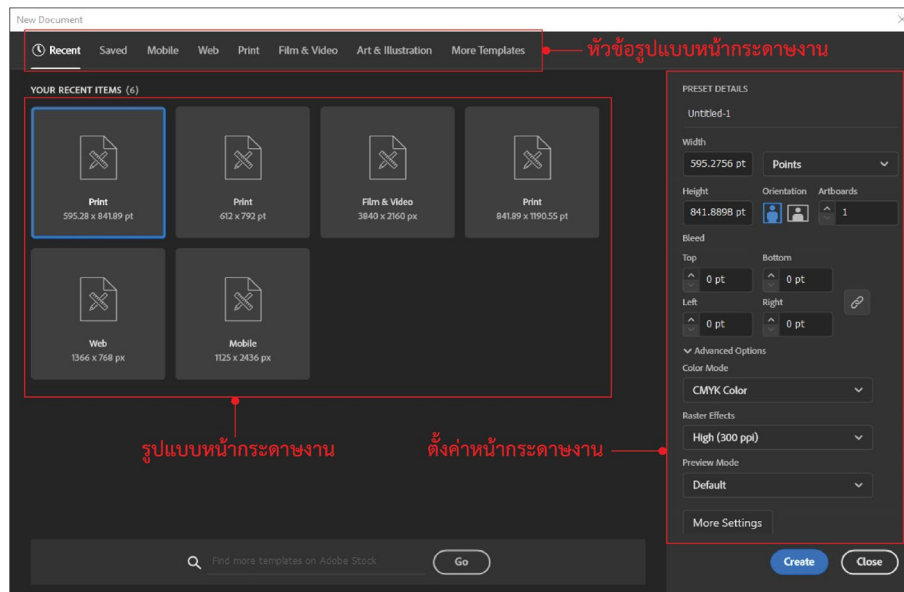 New Document
Recent Saved Mobile Web Print Film & Video Art & Illustration More Templates
หัวข้อรูปแบบหน้ากระดาษงาน
YOUR RECENT ITEMS (6)
Print
595.28 x 841.89 pt
Print
612 x 792 pt
Film & Video
3840 x 2160 px
Print
841.89 x 1190.55 pt
Web
1366 x 768 px
Mobile
1125 x 2436 px
รูปแบบหน้ากระดาษงาน
ตั้งค่าหน้ากระดาษงาน
Find more templates on Adobe Stock
Go
PRESET DETAILS
Untitled-1
Width
595.2756 pt Points
Height Orientation Artboards
841.8898 pt 1
Bleed
Top Bottom
0 pt 0 pt
Left Right
0 pt 0 pt
Advanced Options
Color Mode
CMYK Color
Raster Effects
High (300 ppi)
Preview Mode
Default
More Settings
Create Close